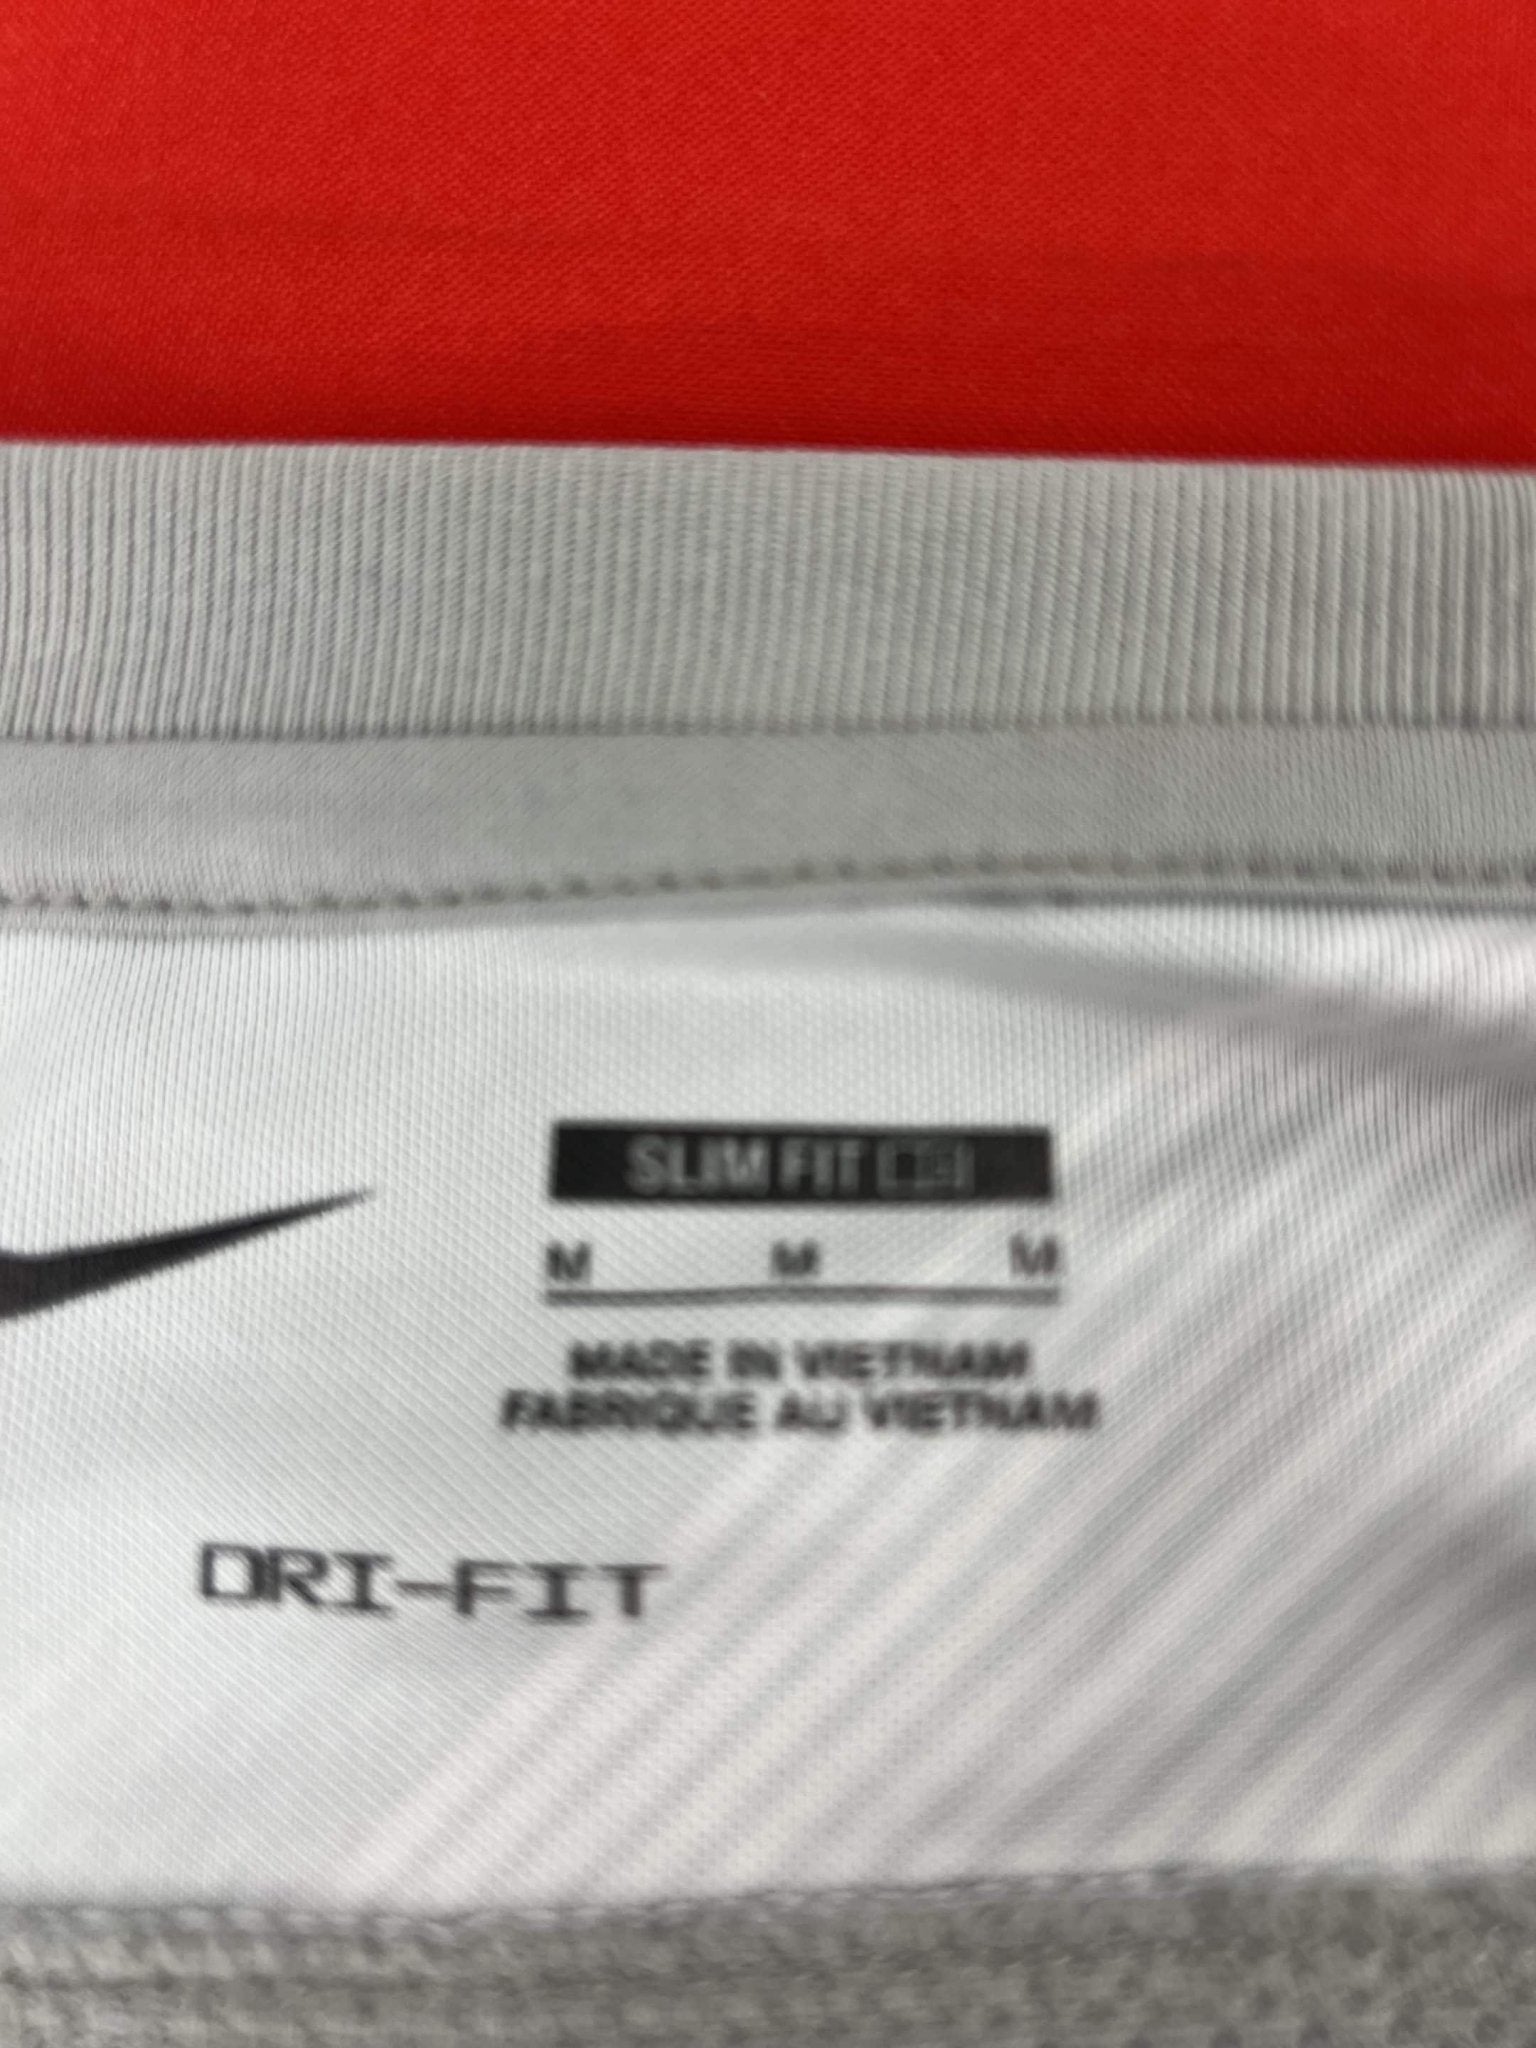 SLIM FIT
M M M
MADE IN VIETNAM
FABRIQUE AU VIETNAM
DRI-FIT